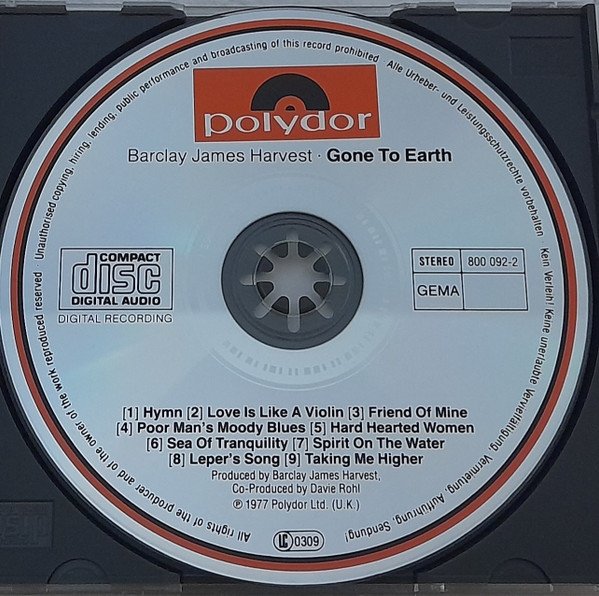 Unauthorised copying, hiring, lending, public performance and broadcasting of this record prohibited
Alle Urheber- und Leistungsschutzrechte vorbehalten
Kein Verleih! Keine unerlaubte Vervielfältigung, Vermietung, Aufführung, Sendung!
All rights of the producer and of the owner of the work reproduced reserved
polydor
Barclay James Harvest · Gone To Earth
COMPACT
disc
DIGITAL AUDIO
DIGITAL RECORDING
STEREO 800 092-2
GEMA
[1] Hymn [2] Love Is Like A Violin [3] Friend Of Mine
[4] Poor Man's Moody Blues [5] Hard Hearted Women
[6] Sea Of Tranquility [7] Spirit On The Water
[8] Leper's Song [9] Taking Me Higher
Produced by Barclay James Harvest,
Co-Produced by Davie Rohl
℗ 1977 Polydor Ltd. (U.K.)
LC 0309